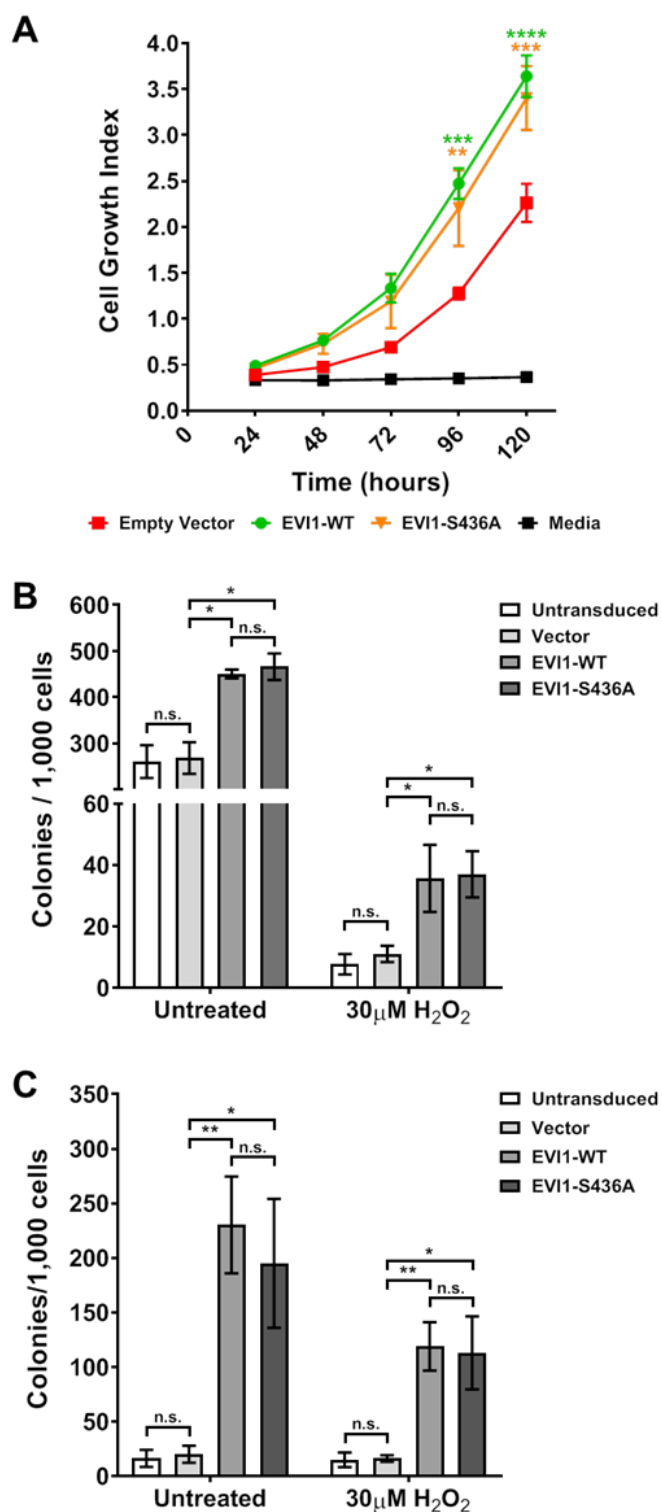 A
Cell Growth Index
4.0
3.5
3.0
2.5
2.0
1.5
1.0
0.5
0.0
***
**
****
***
0
24
48
72
96
120
Time (hours)
Empty Vector EVI1-WT EVI1-S436A Media
B
Colonies / 1,000 cells
600
500
400
300
60
40
20
0
n.s.
*
*
n.s.
n.s.
*
*
n.s.
Untreated
30μM H₂O₂
Untransduced
Vector
EVI1-WT
EVI1-S436A
C
Colonies/1,000 cells
350
300
250
200
150
100
50
0
n.s.
**
*
n.s.
n.s.
**
*
n.s.
Untreated
30μM H₂O₂
Untransduced
Vector
EVI1-WT
EVI1-S436A